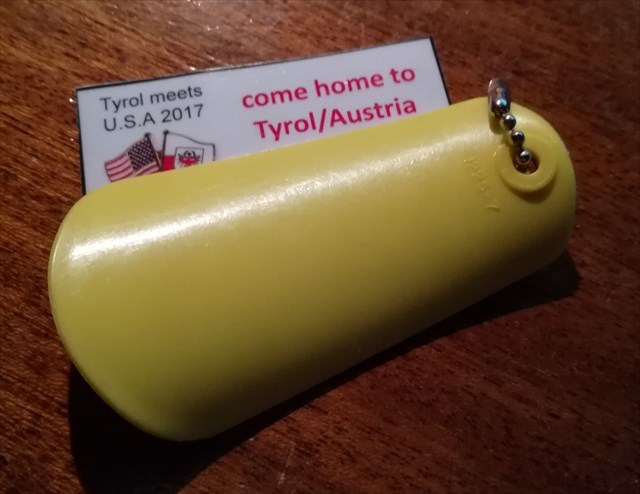 Tyrol meets
U.S.A 2017
come home to
Tyrol/Austria